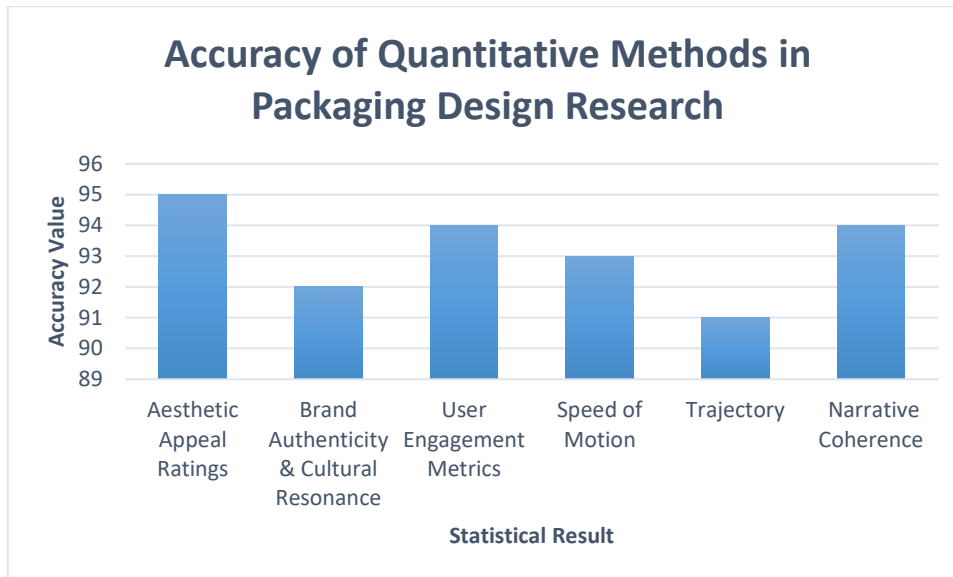 Accuracy of Quantitative Methods in
Packaging Design Research
Accuracy Value
96
95
94
93
92
91
90
89
Aesthetic
Appeal
Ratings
Brand
Authenticity
& Cultural
Resonance
User
Engagement
Metrics
Speed of
Motion
Trajectory
Narrative
Coherence
Statistical Result